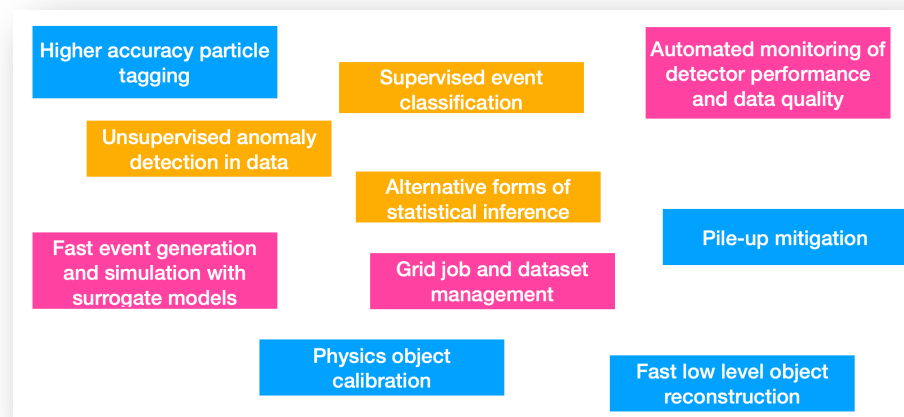 Higher accuracy particle
tagging
Supervised event
classification
Automated monitoring of
detector performance
and data quality
Unsupervised anomaly
detection in data
Alternative forms of
statistical inference
Pile-up mitigation
Fast event generation
and simulation with
surrogate models
Grid job and dataset
management
Physics object
calibration
Fast low level object
reconstruction